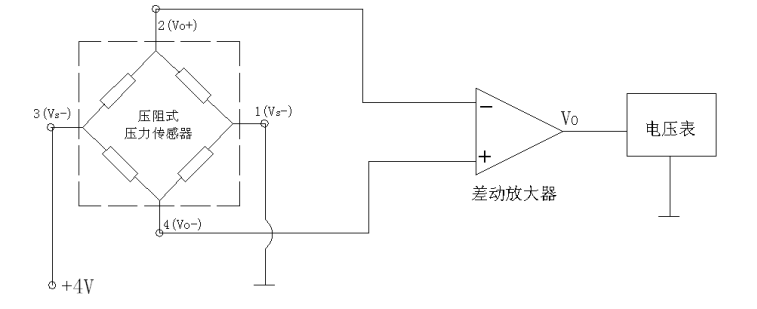 2(Vo+)
3(Vs-)
1(Vs-)
压阻式
压力传感器
4(Vo-)
+4V
−
+
Vo
电压表
差动放大器